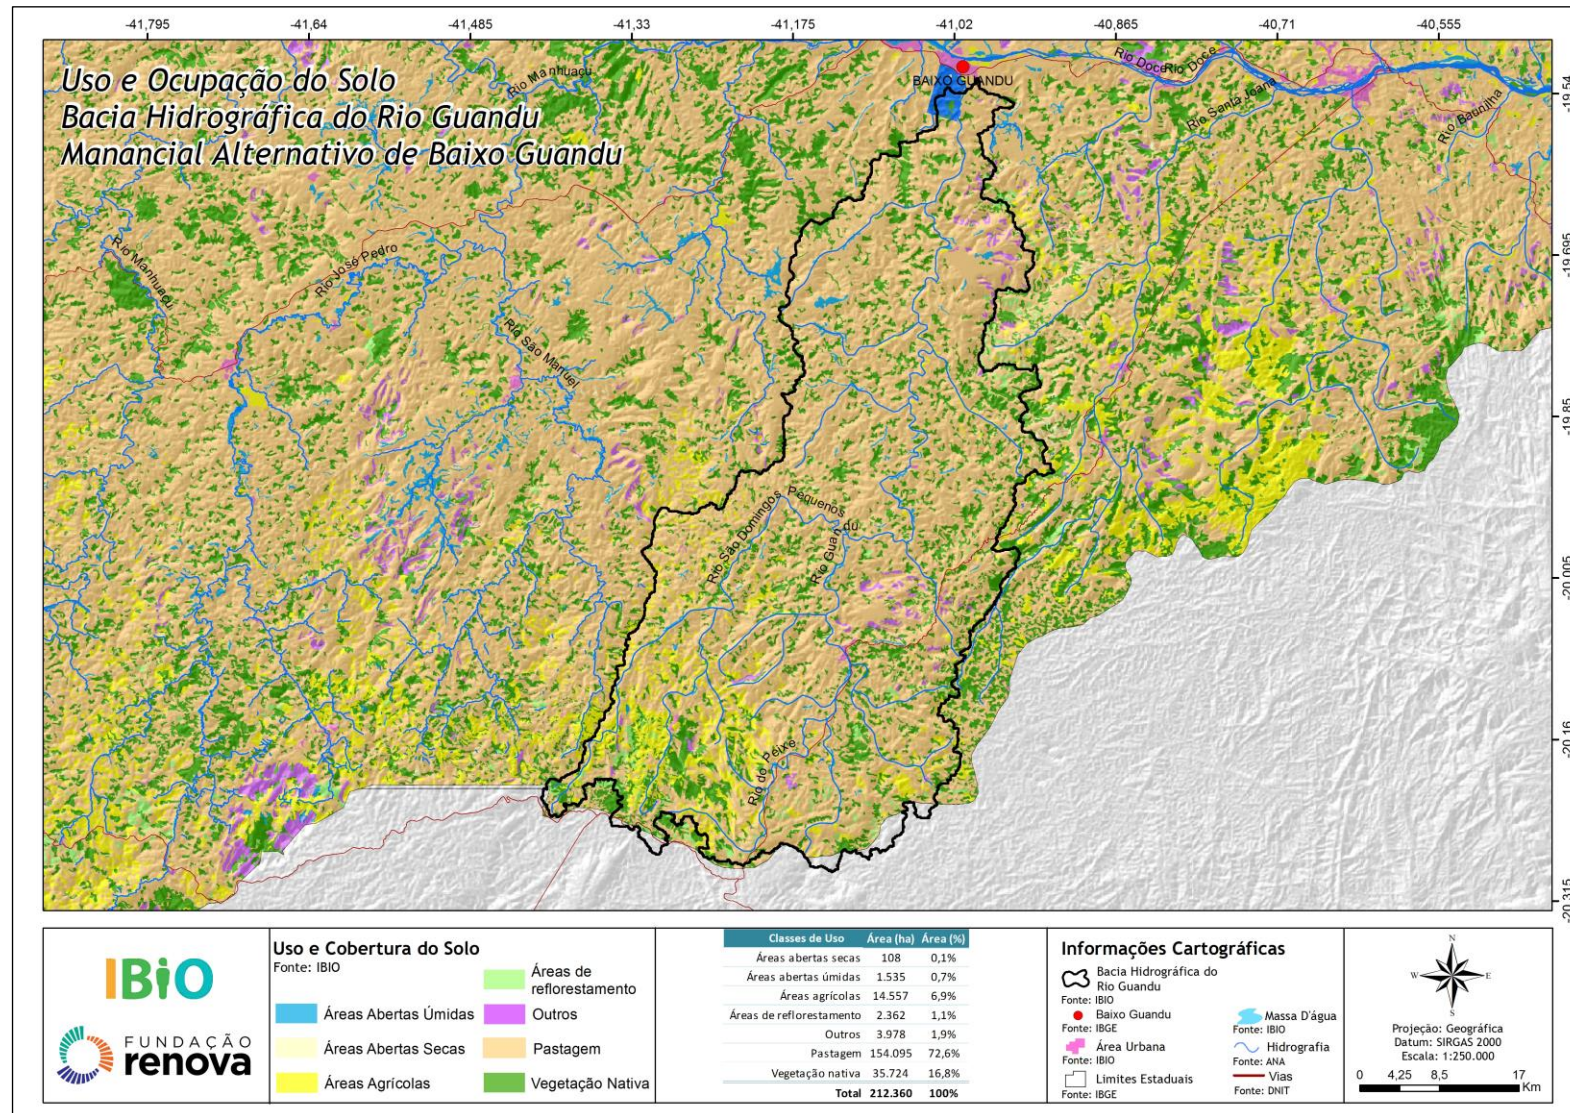 -41,795 -41,64 -41,485 -41,33 -41,175 -41,02 -40,865 -40,71 -40,555
Uso e Ocupação do Solo
Bacia Hidrográfica do Rio Guandu
Manancial Alternativo de Baixo Guandu
Rio Manhuaçu
BAIXO GUANDU
Rio Doce
Rio Doce
Rio Santa Joana
Rio Baunilha
-19,54
Rio Manhuaçu
Rio José Pedro
-19,695
Rio São Manuel
-19,85
Rio São Domingos Pequenos
Rio Guandu
-20,005
Rio do Peixe
-20,16
-20,315
IBiO
FUNDAÇÃO
renova
Uso e Cobertura do Solo
Fonte: IBIO
Áreas Abertas Úmidas
Áreas Abertas Secas
Áreas Agrícolas
Áreas de
reflorestamento
Outros
Pastagem
Vegetação Nativa
Classes de Uso Área (ha) Área (%)
Áreas abertas secas 108 0,1%
Áreas abertas úmidas 1.535 0,7%
Áreas agrícolas 14.557 6,9%
Áreas de reflorestamento 2.362 1,1%
Outros 3.978 1,9%
Pastagem 154.095 72,6%
Vegetação nativa 35.724 16,8%
Total 212.360 100%
Informações Cartográficas
Bacia Hidrográfica do
Rio Guandu
Fonte: IBIO
Baixo Guandu
Fonte: IBGE
Área Urbana
Fonte: IBIO
Limites Estaduais
Fonte: IBGE
Massa D'água
Fonte: IBIO
Hidrografia
Fonte: ANA
Vias
Fonte: DNIT
N
W E
S
Projeção: Geográfica
Datum: SIRGAS 2000
Escala: 1:250.000
0 4,25 8,5 17
Km